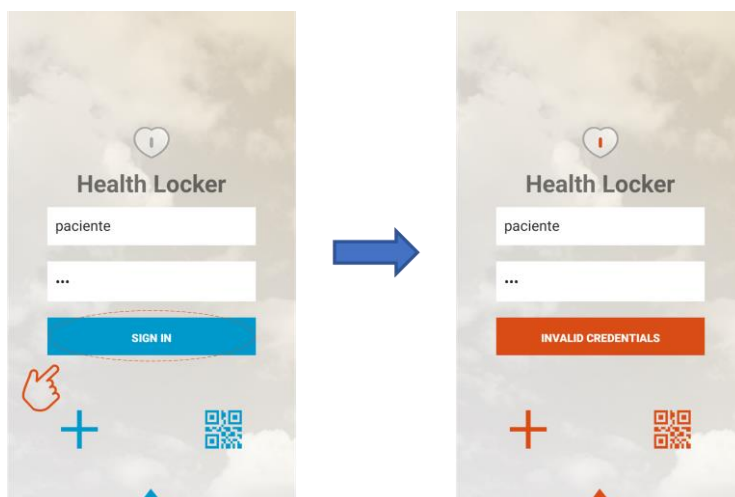 Health Locker
paciente
...
SIGN IN
Health Locker
paciente
...
INVALID CREDENTIALS